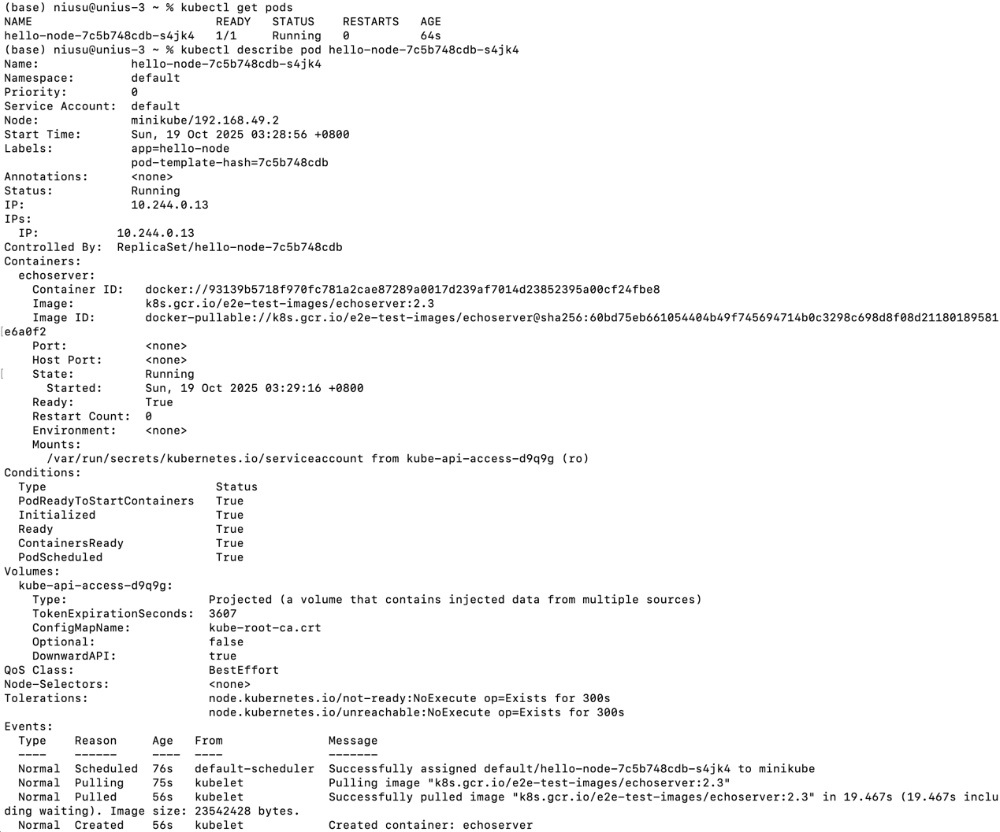 (base) niusu@unius-3 ~ % kubectl get pods
NAME                          READY   STATUS    RESTARTS   AGE
hello-node-7c5b748cdb-s4jk4   1/1     Running   0          64s
(base) niusu@unius-3 ~ % kubectl describe pod hello-node-7c5b748cdb-s4jk4
Name:             hello-node-7c5b748cdb-s4jk4
Namespace:        default
Priority:         0
Service Account:  default
Node:             minikube/192.168.49.2
Start Time:       Sun, 19 Oct 2025 03:28:56 +0800
Labels:           app=hello-node
                  pod-template-hash=7c5b748cdb
Annotations:      <none>
Status:           Running
IP:               10.244.0.13
IPs:
  IP:           10.244.0.13
Controlled By:  ReplicaSet/hello-node-7c5b748cdb
Containers:
  echoserver:
    Container ID:   docker://93139b5718f970fc781a2cae87289a0017d239af7014d23852395a00cf24fbe8
    Image:          k8s.gcr.io/e2e-test-images/echoserver:2.3
    Image ID:       docker-pullable://k8s.gcr.io/e2e-test-images/echoserver@sha256:60bd75eb661054404b49f745694714b0c3298c698d8f08d21180189581
e6a0f2
    Port:           <none>
    Host Port:      <none>
    State:          Running
      Started:      Sun, 19 Oct 2025 03:29:16 +0800
    Ready:          True
    Restart Count:  0
    Environment:    <none>
    Mounts:
      /var/run/secrets/kubernetes.io/serviceaccount from kube-api-access-d9q9g (ro)
Conditions:
  Type                        Status
  PodReadyToStartContainers   True
  Initialized                 True
  Ready                       True
  ContainersReady             True
  PodScheduled                True
Volumes:
  kube-api-access-d9q9g:
    Type:                    Projected (a volume that contains injected data from multiple sources)
    TokenExpirationSeconds:  3607
    ConfigMapName:           kube-root-ca.crt
    Optional:                false
    DownwardAPI:             true
QoS Class:                   BestEffort
Node-Selectors:              <none>
Tolerations:                 node.kubernetes.io/not-ready:NoExecute op=Exists for 300s
                             node.kubernetes.io/unreachable:NoExecute op=Exists for 300s
Events:
  Type    Reason     Age   From               Message
  ----    ------     ----  ----               -------
  Normal  Scheduled  76s   default-scheduler  Successfully assigned default/hello-node-7c5b748cdb-s4jk4 to minikube
  Normal  Pulling    75s   kubelet            Pulling image "k8s.gcr.io/e2e-test-images/echoserver:2.3"
  Normal  Pulled     56s   kubelet            Successfully pulled image "k8s.gcr.io/e2e-test-images/echoserver:2.3" in 19.467s (19.467s inclu
ding waiting). Image size: 23542428 bytes.
  Normal  Created    56s   kubelet            Created container: echoserver